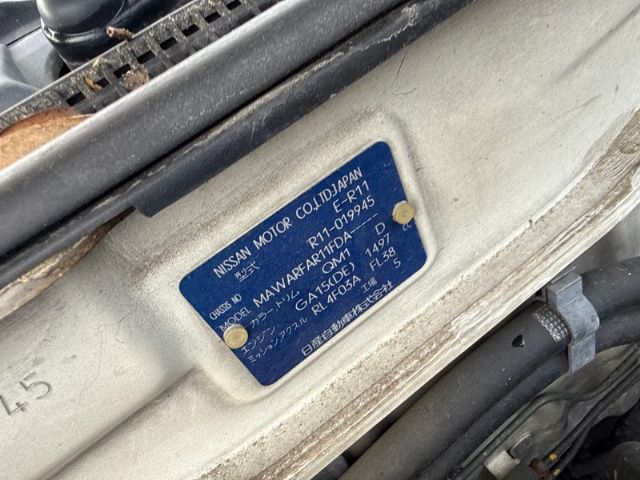 NISSAN MOTOR CO.,LTD.JAPAN
型式 E-R11
CHASSIS NO R11-019945
MODEL MAWARFAR11FDA-----
カラー、トリム QM1 D
エンジン GA15(DE) 1497 cc
ミッション アクスル RL4F03A FL38
工場 5
日産自動車株式会社
45